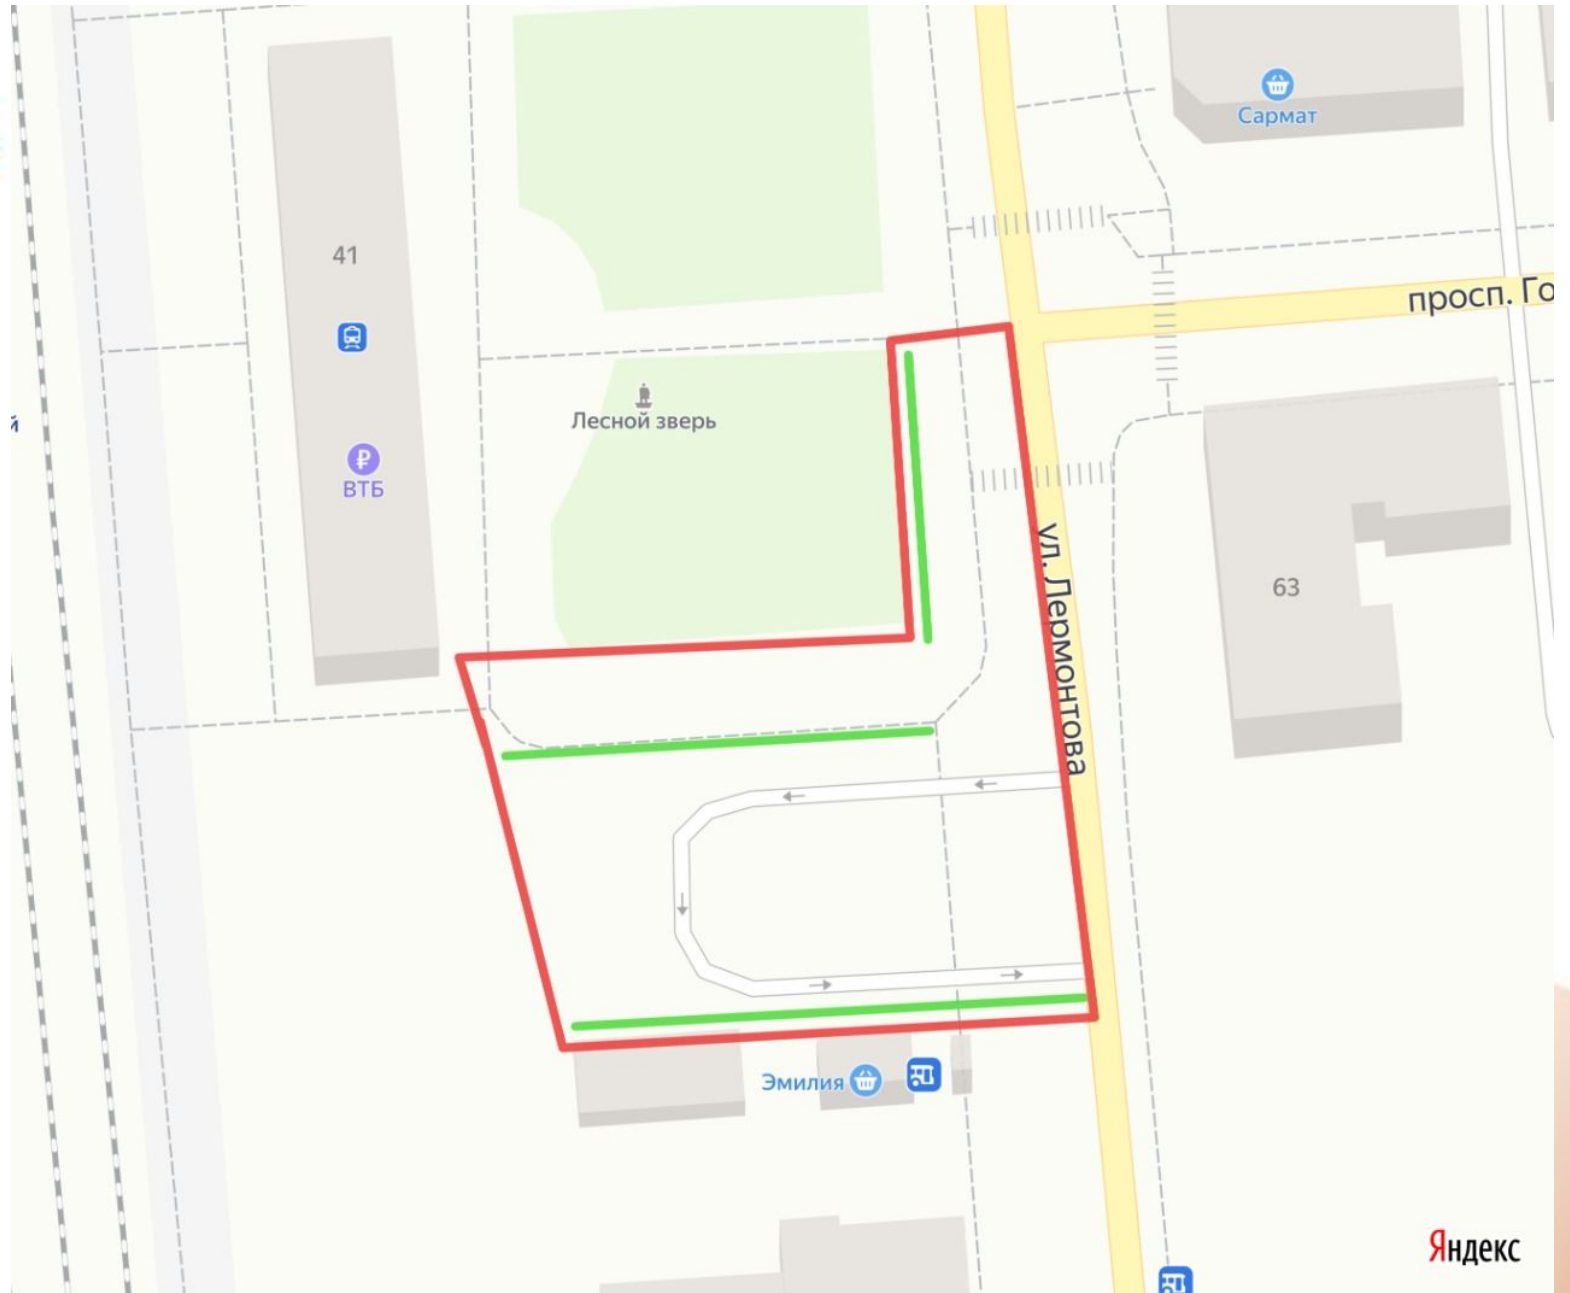 Сармат
41
просп. Го
Лесной зверь
й
ВТБ
ул. Лермонтова
63
Эмилия
Яндекс